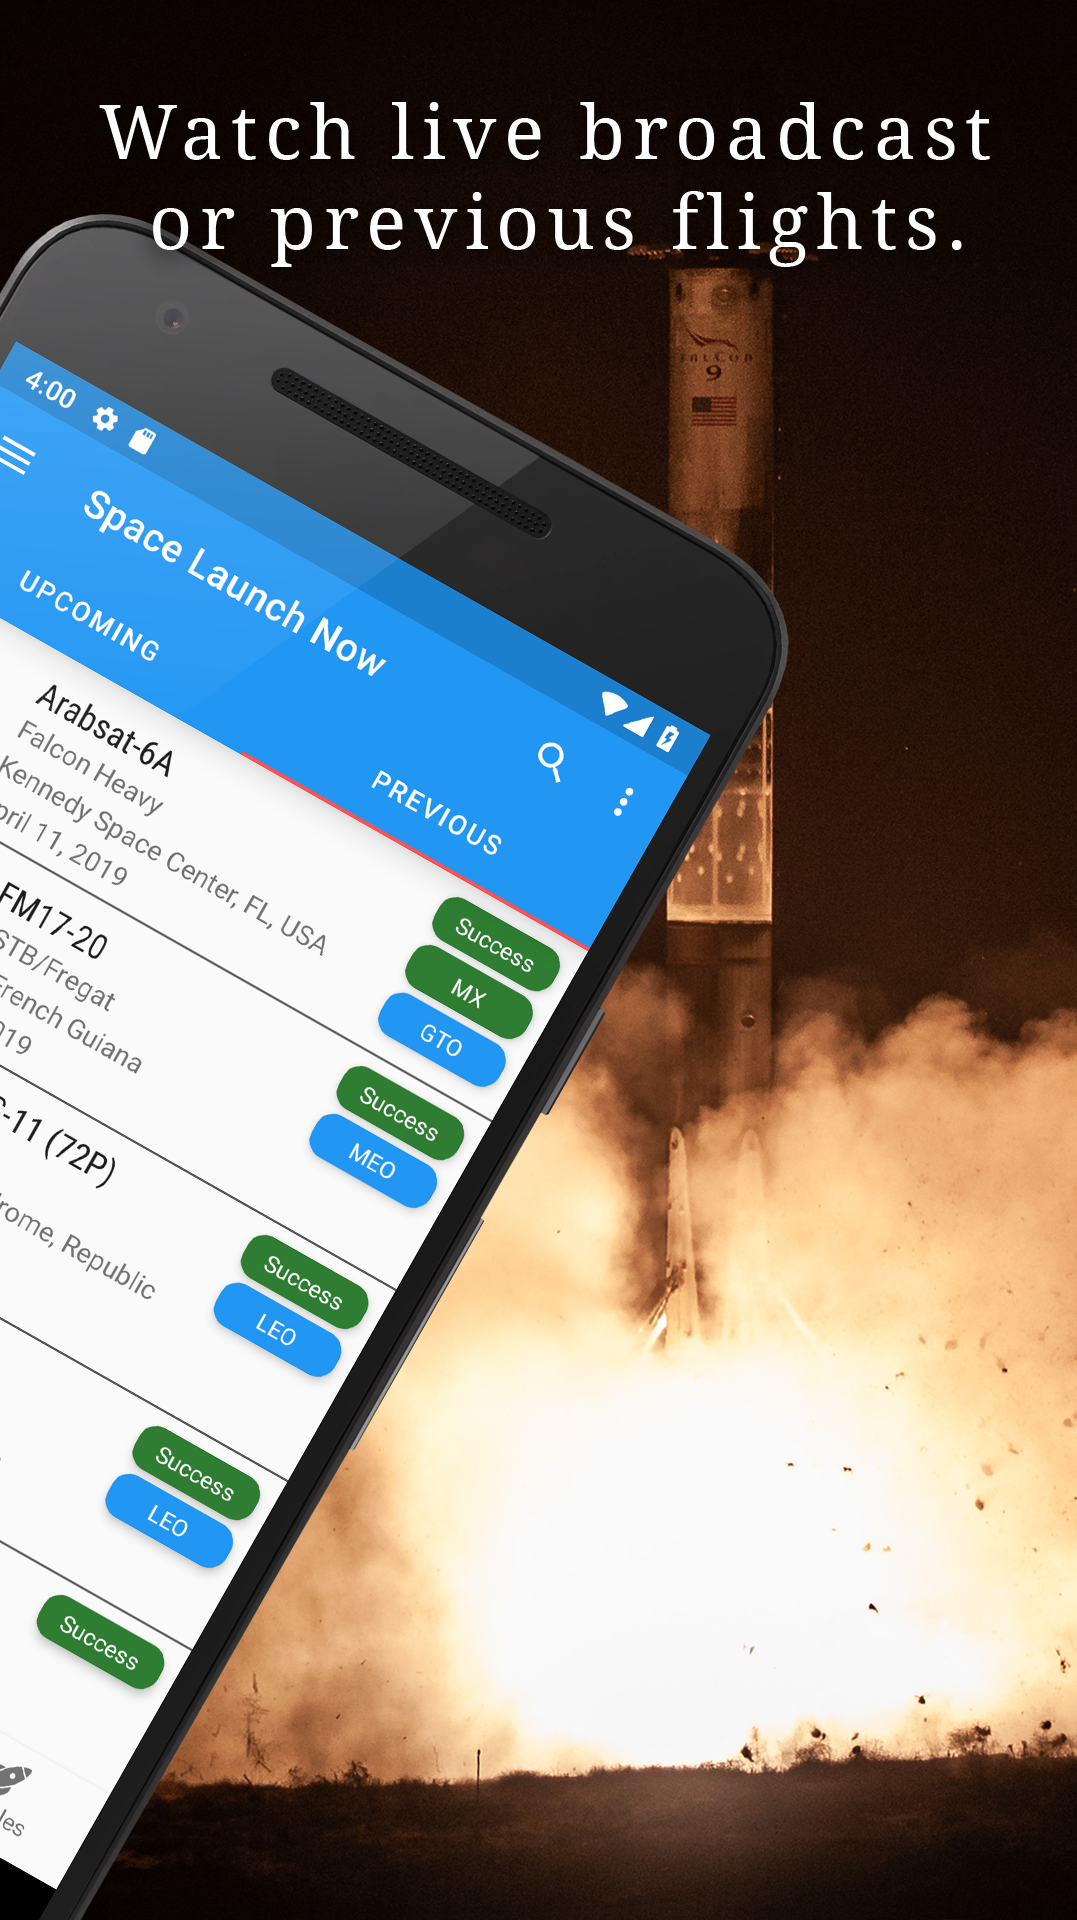 Watch live broadcast
or previous flights.
FALCON
9
4:00
Space Launch Now
UPCOMING
PREVIOUS
Arabsat-6A
Falcon Heavy
Kennedy Space Center, FL, USA
pril 11, 2019
Success
MX
GTO
FM17-20
STB/Fregat
French Guiana
019
Success
MEO
-11 (72P)
drome, Republic
Success
LEO
Success
LEO
Success
les